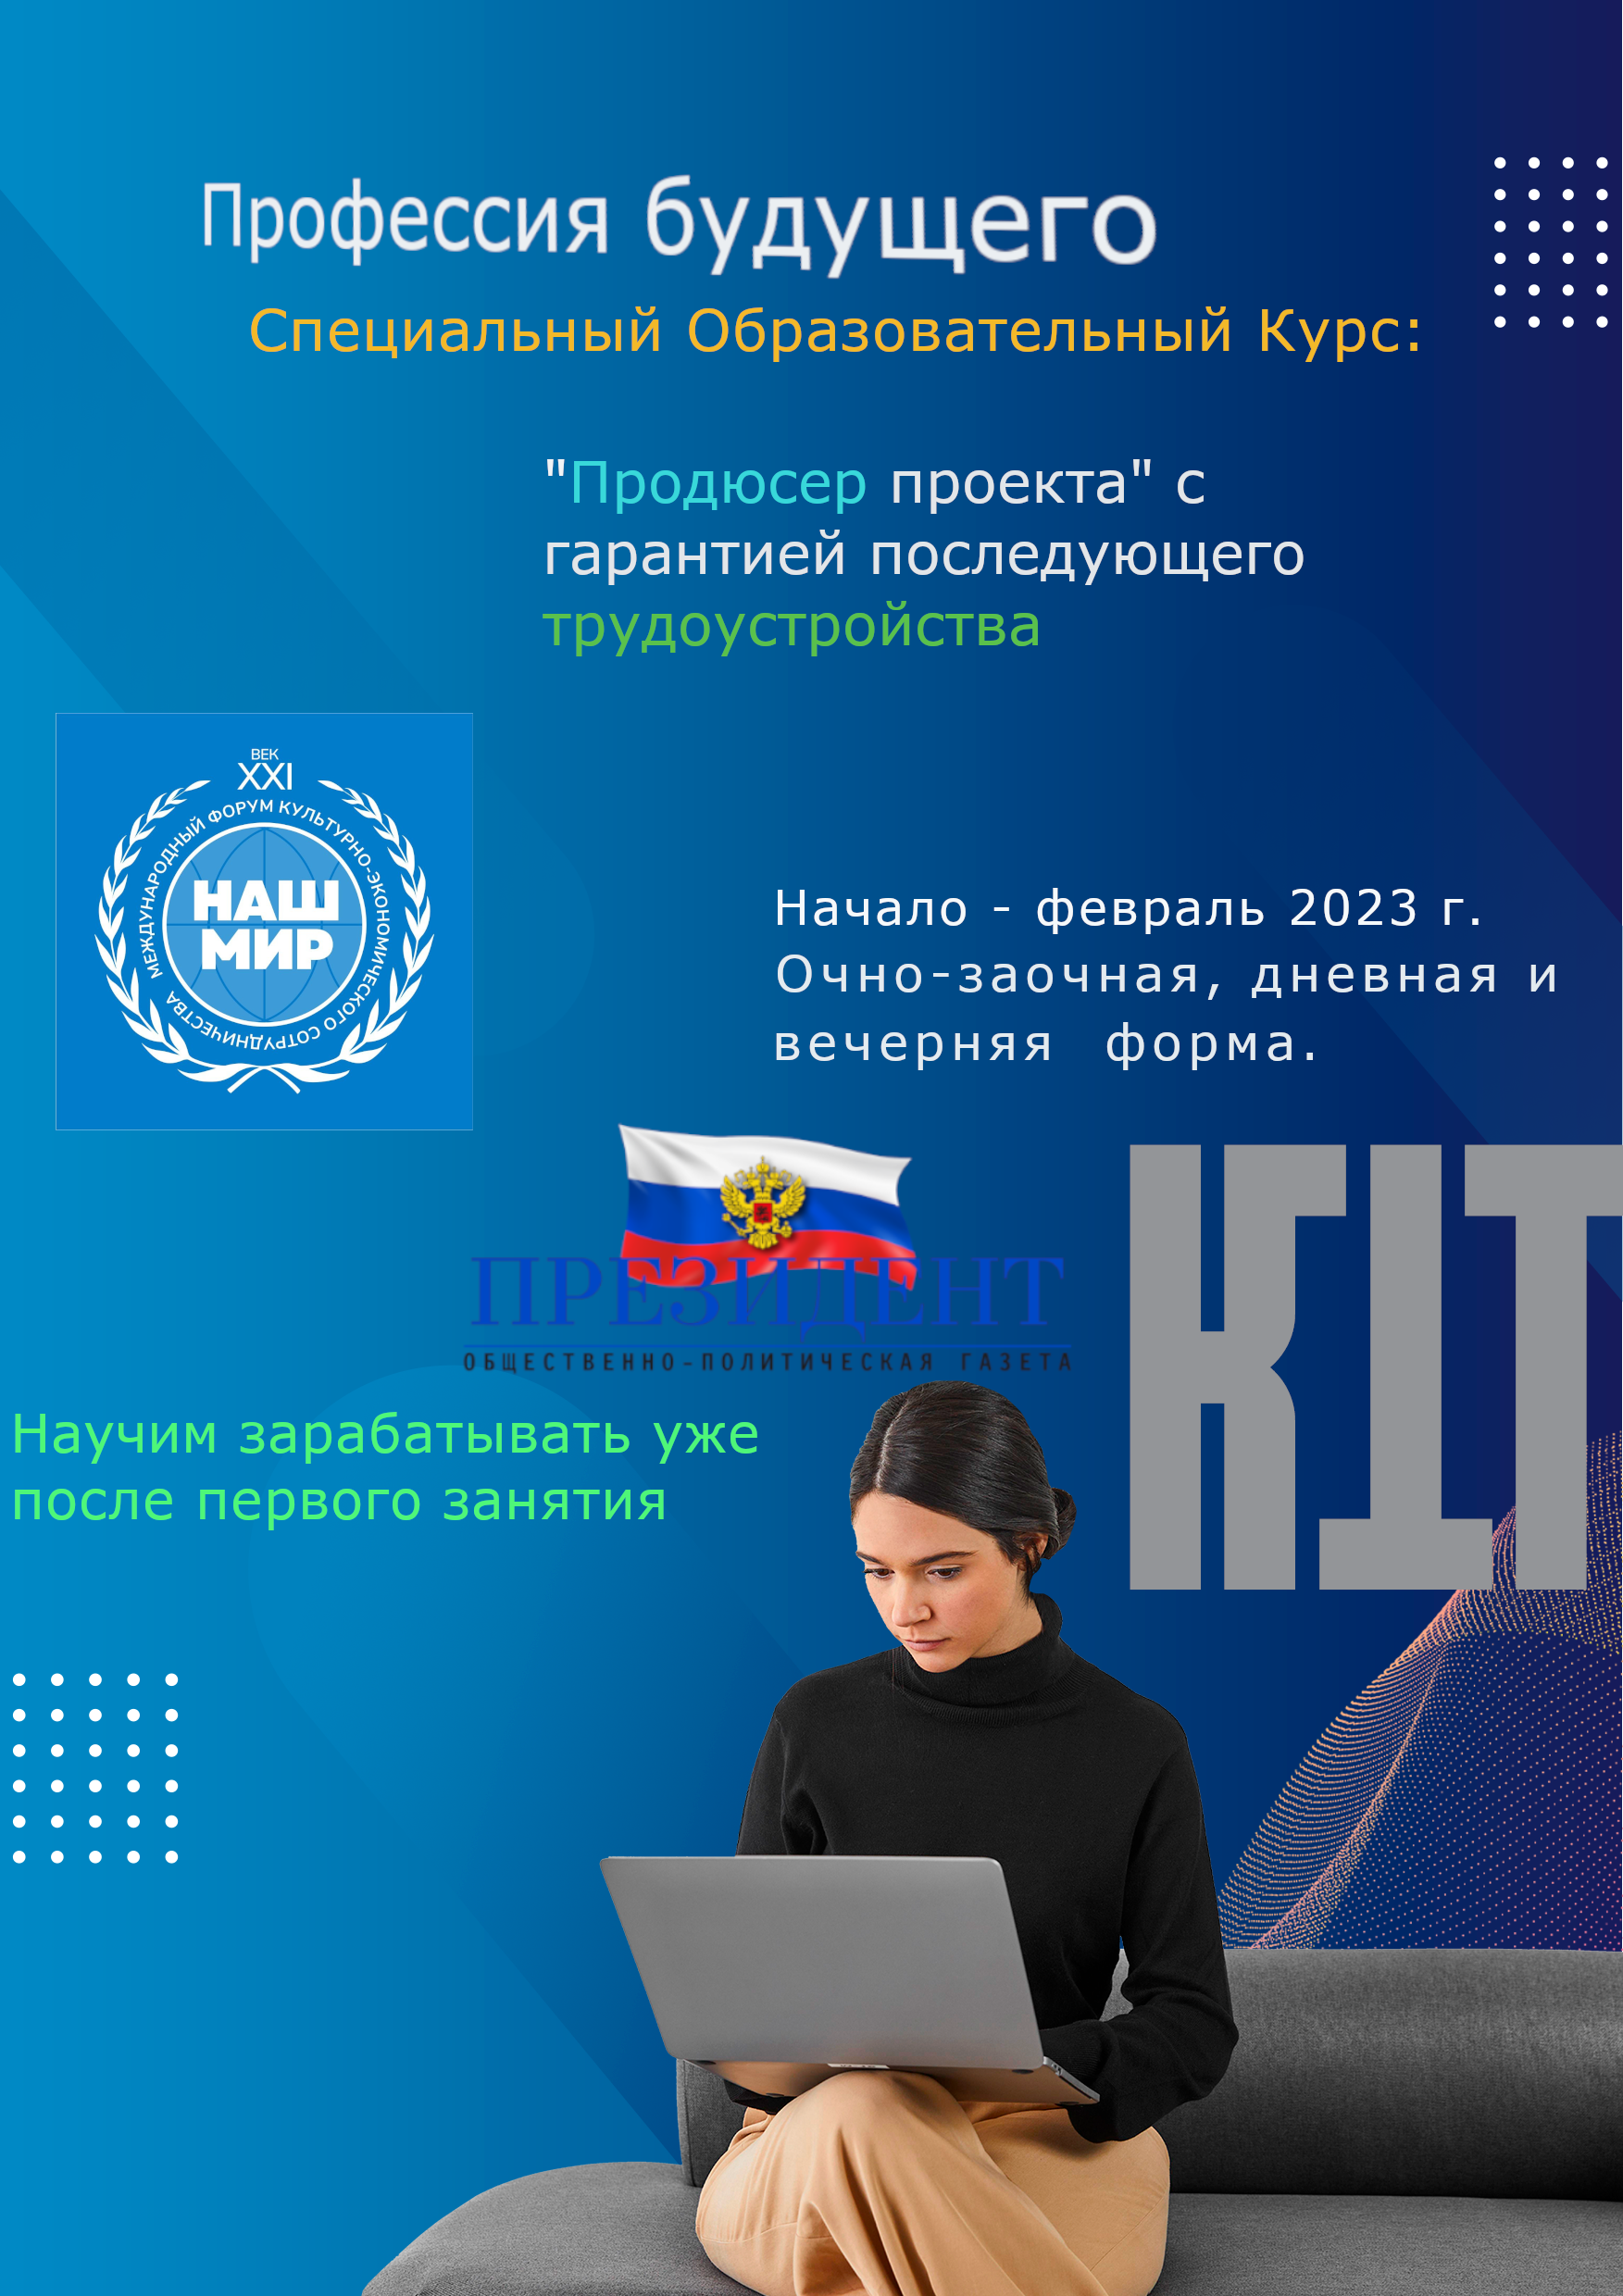 Профессия будущего
Специальный Образовательный Курс:
"Продюсер проекта" с
гарантией последующего
трудоустройства
ВЕК
XXI
МЕЖДУНАРОДНЫЙ ФОРУМ КУЛЬТУРНО-ЭКОНОМИЧЕСКОГО СОТРУДНИЧЕСТВА
НАШ
МИР
Начало - февраль 2023 г.
Очно-заочная, дневная и
вечерняя форма.
ПРЕЗИДЕНТ
ОБЩЕСТВЕННО-ПОЛИТИЧЕСКАЯ ГАЗЕТА
KIT
Научим зарабатывать уже
после первого занятия